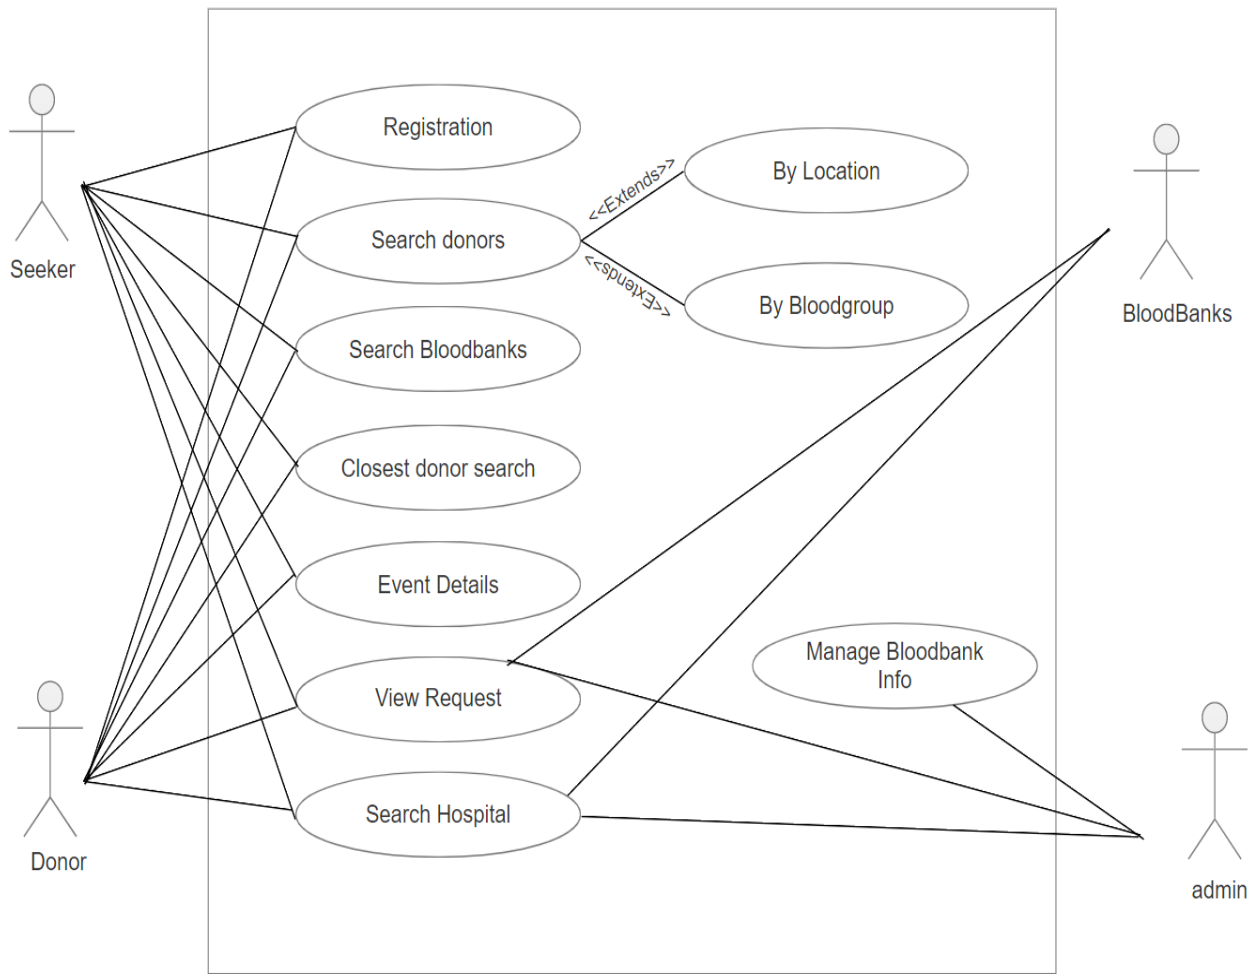 Registration
<<Extends>>
By Location
Search donors
Seeker
<<Extends>>
By Bloodgroup
BloodBanks
Search Bloodbanks
Closest donor search
Event Details
Manage Bloodbank
Info
View Request
Search Hospital
Donor
admin